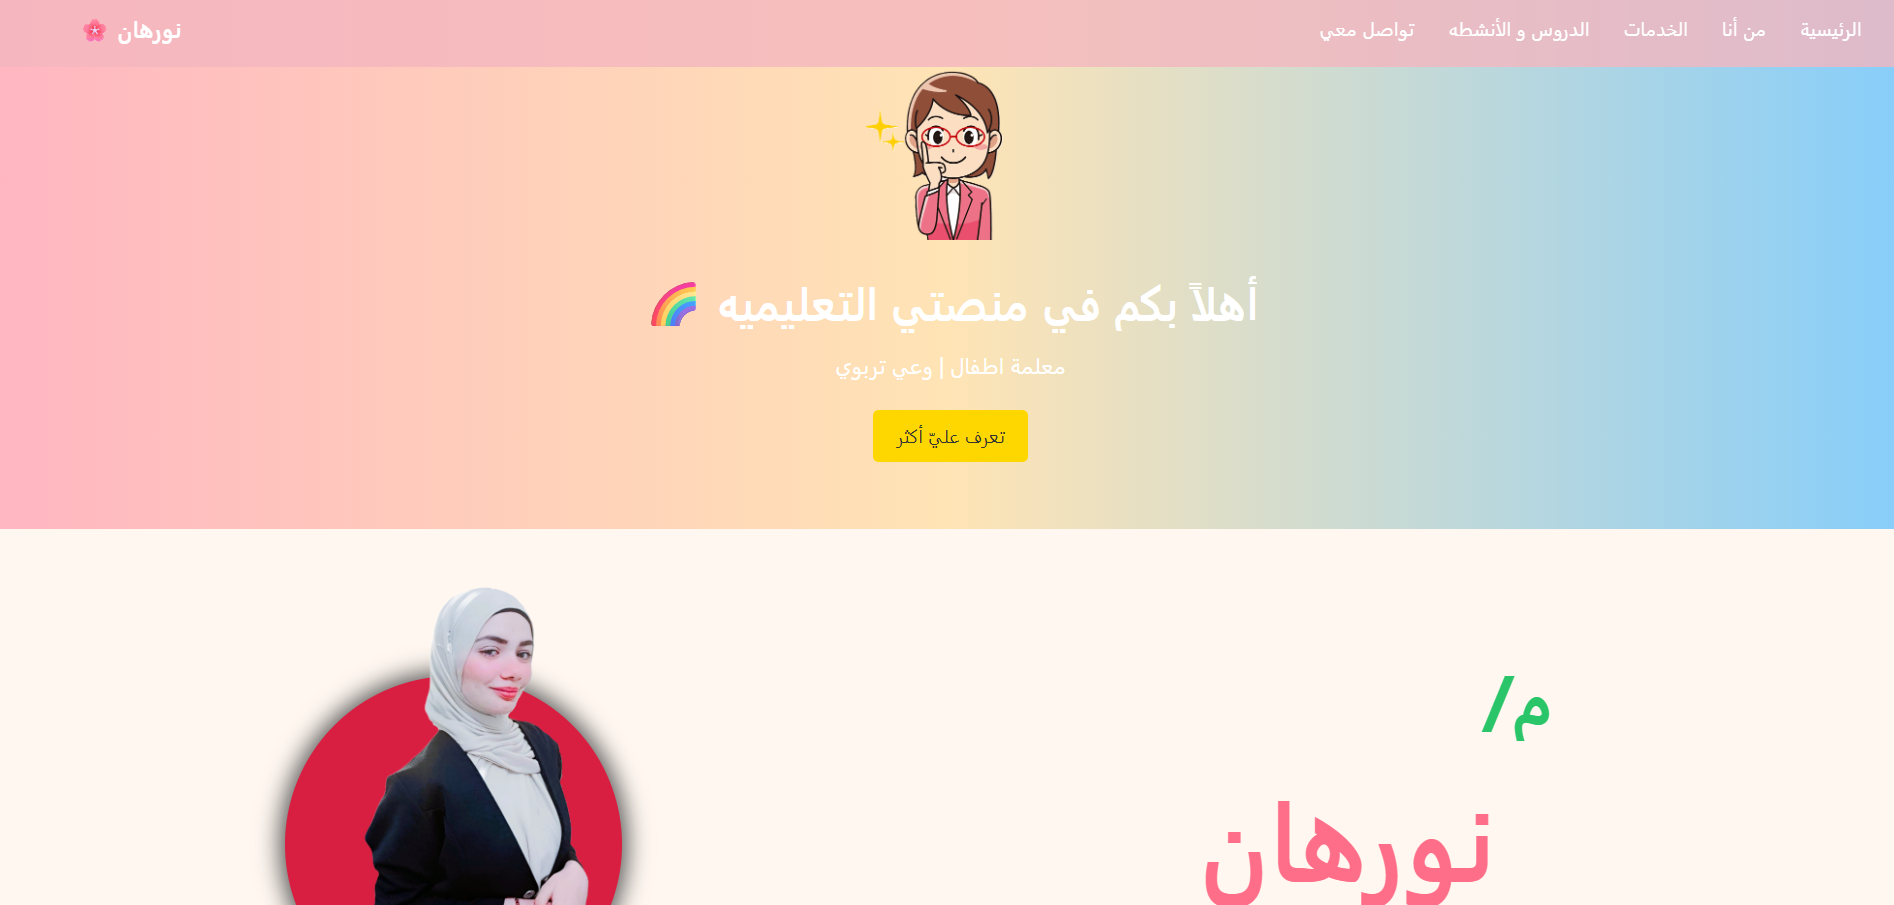 الرئيسية من أنا الخدمات الدروس و الأنشطه تواصل معي نورهان 🌸
أهلاً بكم في منصتي التعليميه 🌈
معلمة اطفال | وعي تربوي
تعرف عليّ أكثر
م/
نورهان